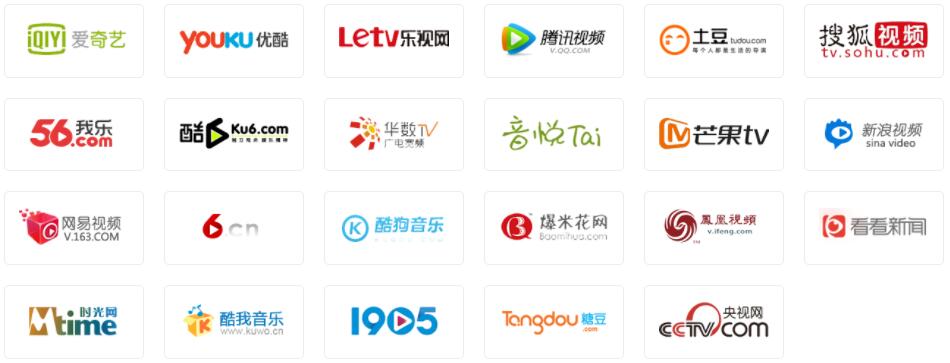 iQIYI 爱奇艺
YOUKU 优酷
Letv 乐视网
腾讯视频
V.QQ.COM
土豆 tudou.com
每个人都是生活的导演
搜狐视频
tv.sohu.com
56 我乐
.com
酷6 Ku6.com
华数TV
广电宽频
音悦Tai
芒果tv
新浪视频
sina video
网易视频
V.163.COM
6.cn
酷狗音乐
爆米花网
Baomihua.com
鳳凰视频
v.ifeng.com
看看新闻
Mtime 时光网
酷我音乐
www.kuwo.cn
1905
Tangdou 糖豆
.com
央视网
CCTV.com